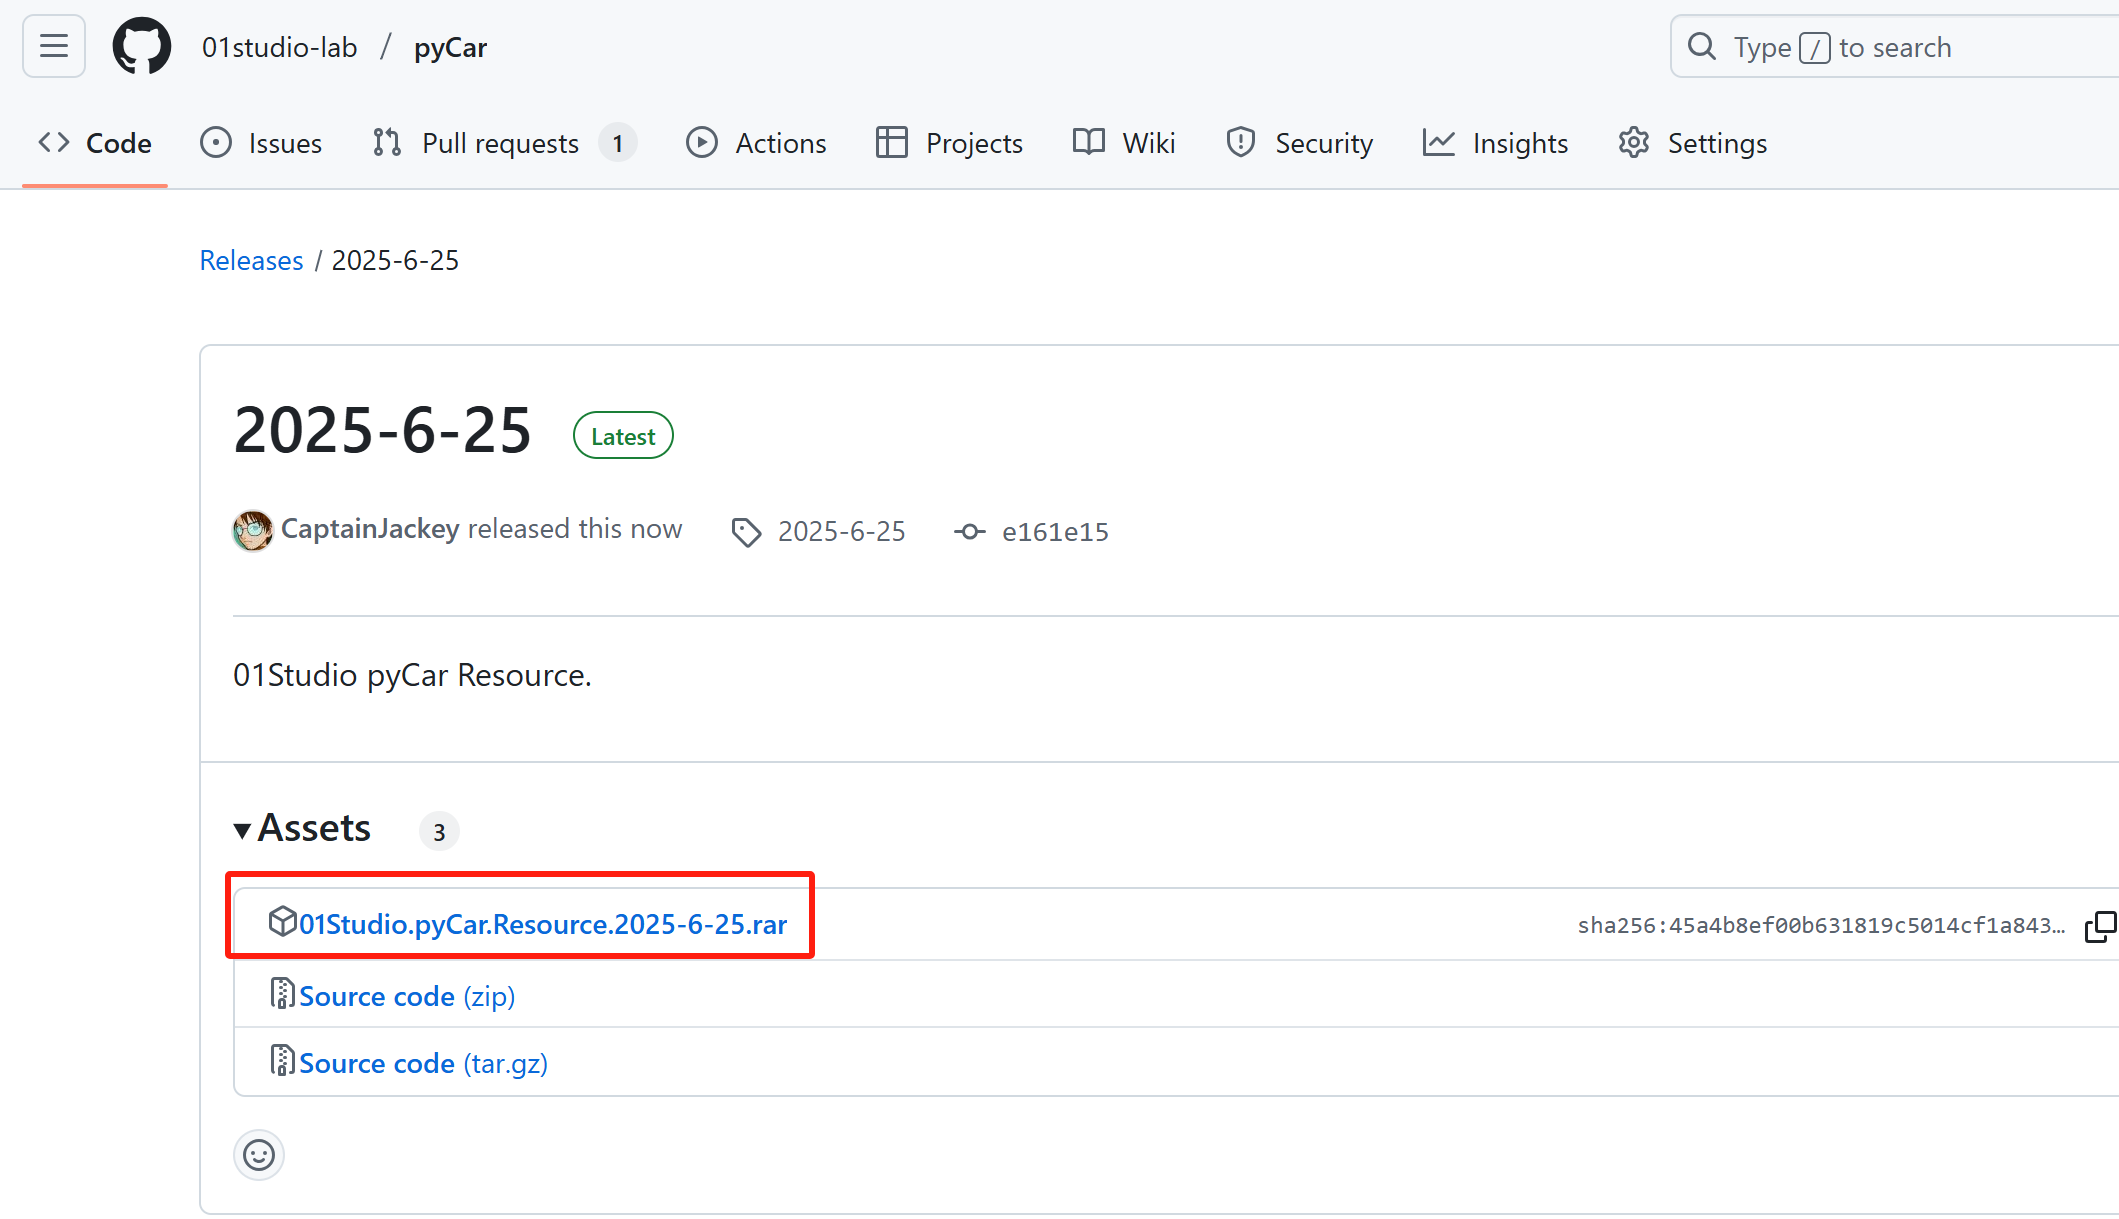 01studio-lab / pyCar
Type / to search
Code Issues Pull requests 1 Actions Projects Wiki Security Insights Settings
Releases / 2025-6-25
2025-6-25 Latest
CaptainJackey released this now 2025-6-25 e161e15
01Studio pyCar Resource.
Assets 3
01Studio.pyCar.Resource.2025-6-25.rar sha256:45a4b8ef00b631819c5014cf1a843…
Source code (zip)
Source code (tar.gz)